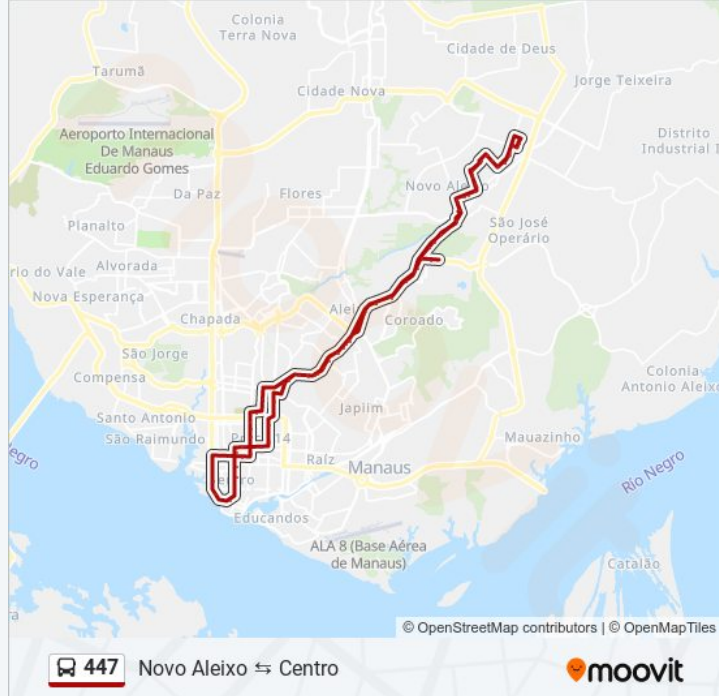 Colonia
Terra Nova
Cidade de Deus
Tarumã
Jorge Teixeira
Cidade Nova
Aeroporto Internacional
De Manaus
Eduardo Gomes
Distrito
Industrial I
Da Paz
Flores
Novo Aleixo
Planalto
São José
Operário
rio do Vale
Alvorada
Nova Esperança
Chapada
Coroado
São Jorge
Compensa
Colonia
Antonio Aleixo
Japiim
Santo Antonio
São Raimundo
14
Mauazinho
Raíz
Manaus
Negro
Río Negro
Educandos
ALA 8 (Base Aérea
de Manaus)
Catalão
© OpenStreetMap contributors | © OpenMapTiles
447 Novo Aleixo ⇆ Centro
moovit